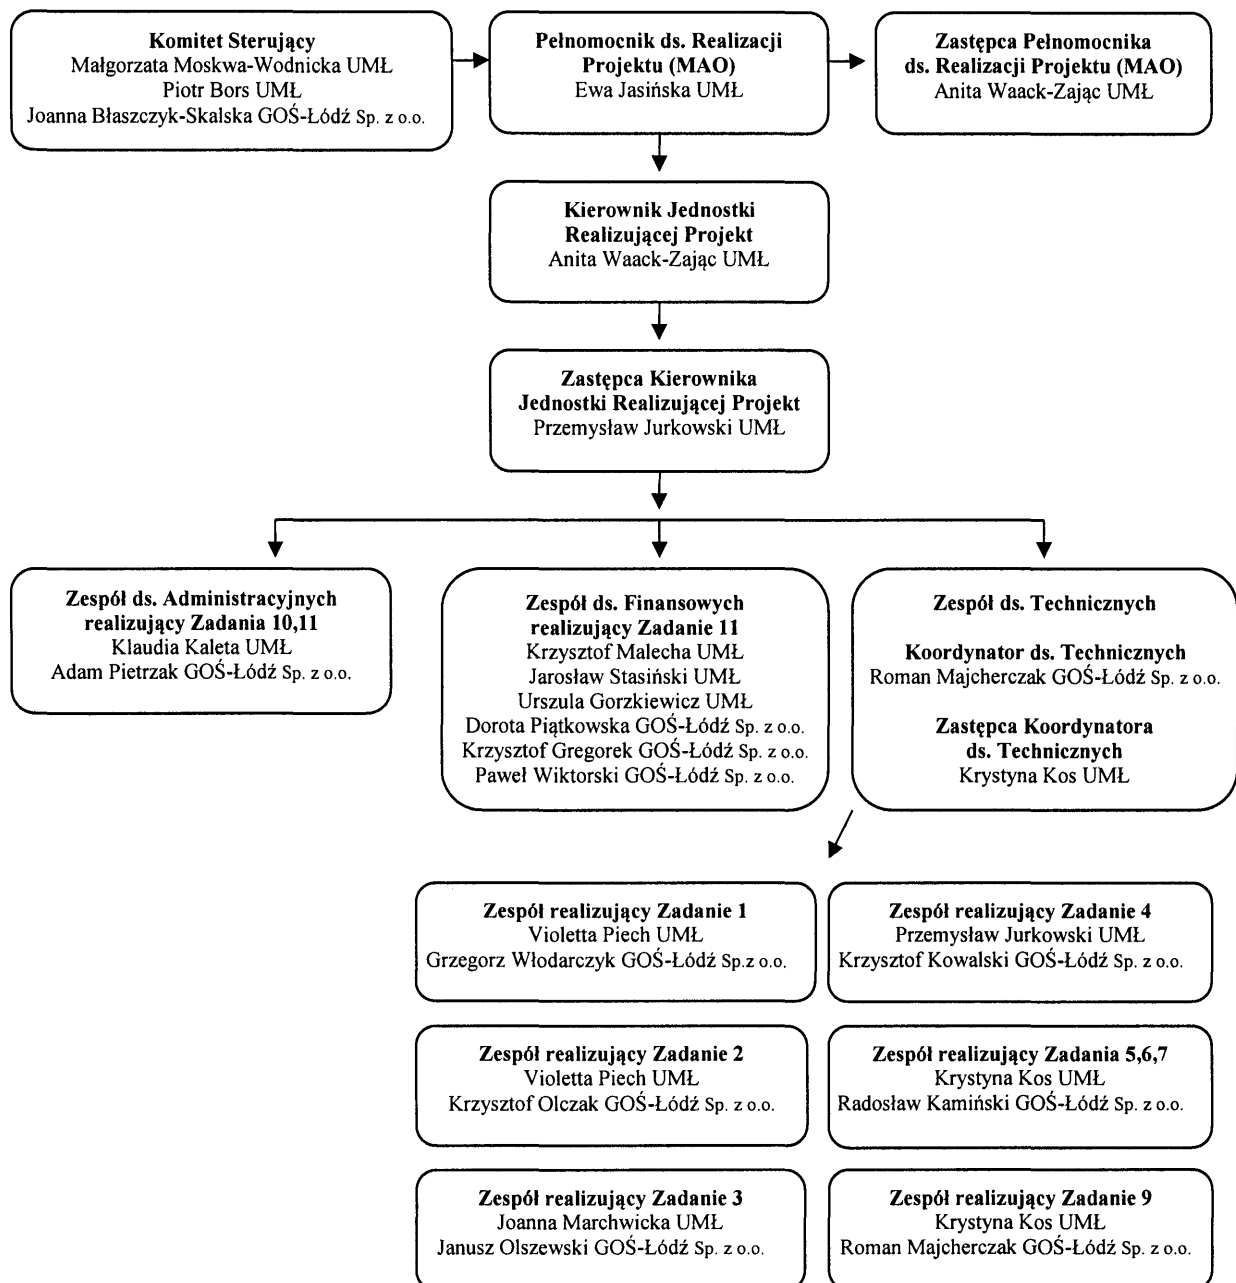 Komitet Sterujący
Małgorzata Moskwa-Wodnicka UMŁ
Piotr Bors UMŁ
Joanna Błaszczyk-Skalska GOŚ-Łódź Sp. z o.o.
Pełnomocnik ds. Realizacji
Projektu (MAO)
Ewa Jasińska UMŁ
Zastępca Pełnomocnika
ds. Realizacji Projektu (MAO)
Anita Waack-Zając UMŁ
Kierownik Jednostki
Realizującej Projekt
Anita Waack-Zając UMŁ
Zastępca Kierownika
Jednostki Realizującej Projekt
Przemysław Jurkowski UMŁ
Zespół ds. Administracyjnych
realizujący Zadania 10,11
Klaudia Kaleta UMŁ
Adam Pietrzak GOŚ-Łódź Sp. z o.o.
Zespół ds. Finansowych
realizujący Zadanie 11
Krzysztof Malecha UMŁ
Jarosław Stasiński UMŁ
Urszula Gorzkiewicz UMŁ
Dorota Piątkowska GOŚ-Łódź Sp. z o.o.
Krzysztof Gregorek GOŚ-Łódź Sp. z o.o.
Paweł Wiktorski GOŚ-Łódź Sp. z o.o.
Zespół ds. Technicznych
Koordynator ds. Technicznych
Roman Majcherczak GOŚ-Łódź Sp. z o.o.
Zastępca Koordynatora
ds. Technicznych
Krystyna Kos UMŁ
Zespół realizujący Zadanie 1
Violetta Piech UMŁ
Grzegorz Włodarczyk GOŚ-Łódź Sp.z o.o.
Zespół realizujący Zadanie 4
Przemysław Jurkowski UMŁ
Krzysztof Kowalski GOŚ-Łódź Sp. z o.o.
Zespół realizujący Zadanie 2
Violetta Piech UMŁ
Krzysztof Olczak GOŚ-Łódź Sp. z o.o.
Zespół realizujący Zadania 5,6,7
Krystyna Kos UMŁ
Radosław Kamiński GOŚ-Łódź Sp. z o.o.
Zespół realizujący Zadanie 3
Joanna Marchwicka UMŁ
Janusz Olszewski GOŚ-Łódź Sp. z o.o.
Zespół realizujący Zadanie 9
Krystyna Kos UMŁ
Roman Majcherczak GOŚ-Łódź Sp. z o.o.